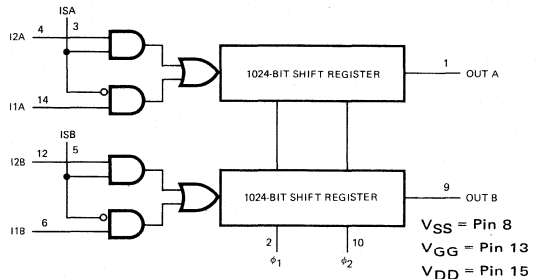 ISA
I2A 4 3
1024-BIT SHIFT REGISTER 1 OUT A
I1A 14
ISB
I2B 12 5
1024-BIT SHIFT REGISTER 9 OUT B
I1B 6
2 10
ϕ1 ϕ2
VSS = Pin 8
VGG = Pin 13
VDD = Pin 15